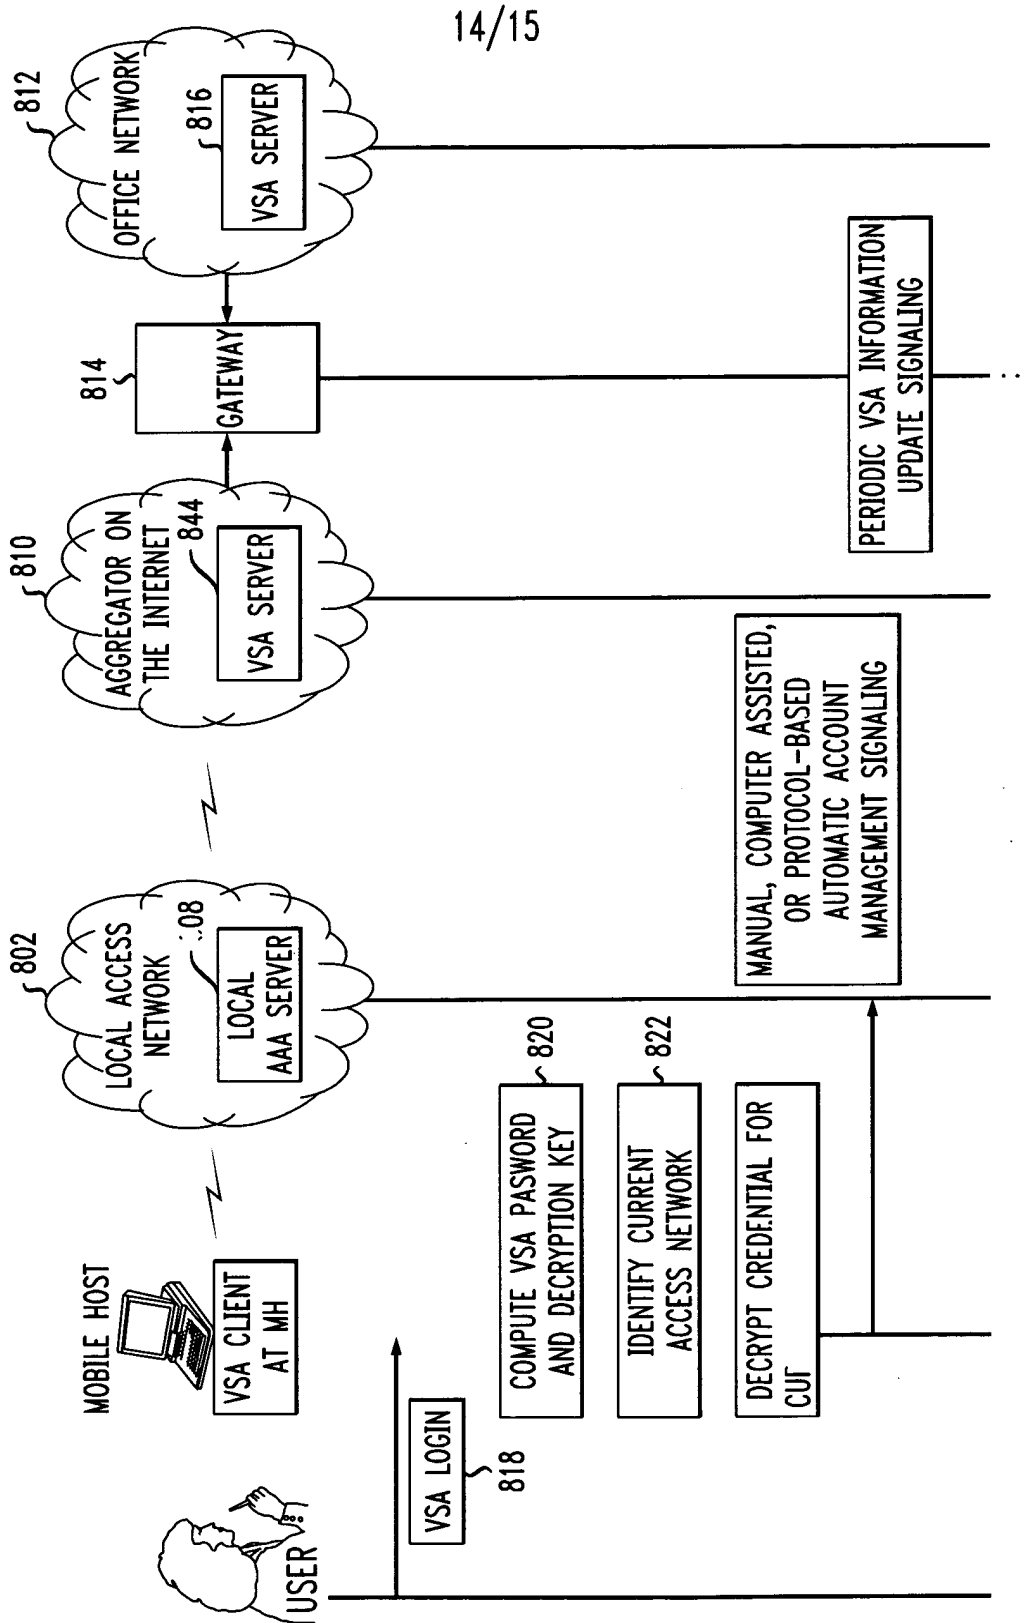 14/15
USER
MOBILE HOST
VSA CLIENT
AT MH
802
LOCAL ACCESS
NETWORK
LOCAL
AAA SERVER
810
AGGREGATOR ON
THE INTERNET
844
VSA SERVER
814
GATEWAY
812
OFFICE NETWORK
816
VSA SERVER
VSA LOGIN
818
COMPUTE VSA PASWORD
AND DECRYPTION KEY
820
IDENTIFY CURRENT
ACCESS NETWORK
822
DECRYPT CREDENTIAL FOR
MANUAL, COMPUTER ASSISTED,
OR PROTOCOL-BASED
AUTOMATIC ACCOUNT
MANAGEMENT SIGNALING
PERIODIC VSA INFORMATION
UPDATE SIGNALING